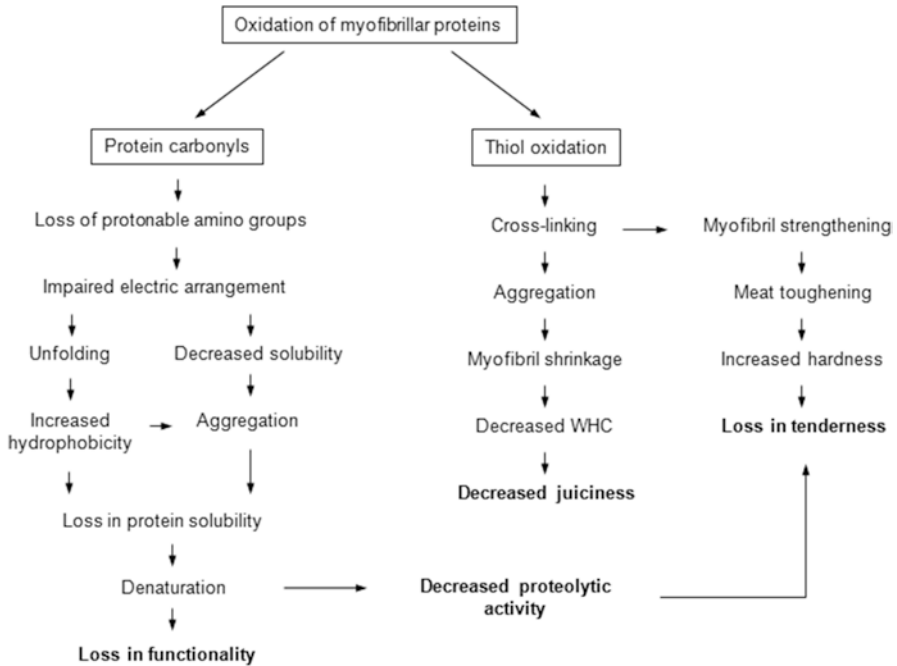 Oxidation of myofibrillar proteins
Protein carbonyls
Loss of protonable amino groups
Impaired electric arrangement
Unfolding
Decreased solubility
Increased
hydrophobicity
Aggregation
Loss in protein solubility
Denaturation
Loss in functionality
Thiol oxidation
Cross-linking
Aggregation
Myofibril shrinkage
Decreased WHC
Decreased juiciness
Myofibril strengthening
Meat toughening
Increased hardness
Loss in tenderness
Decreased proteolytic
activity